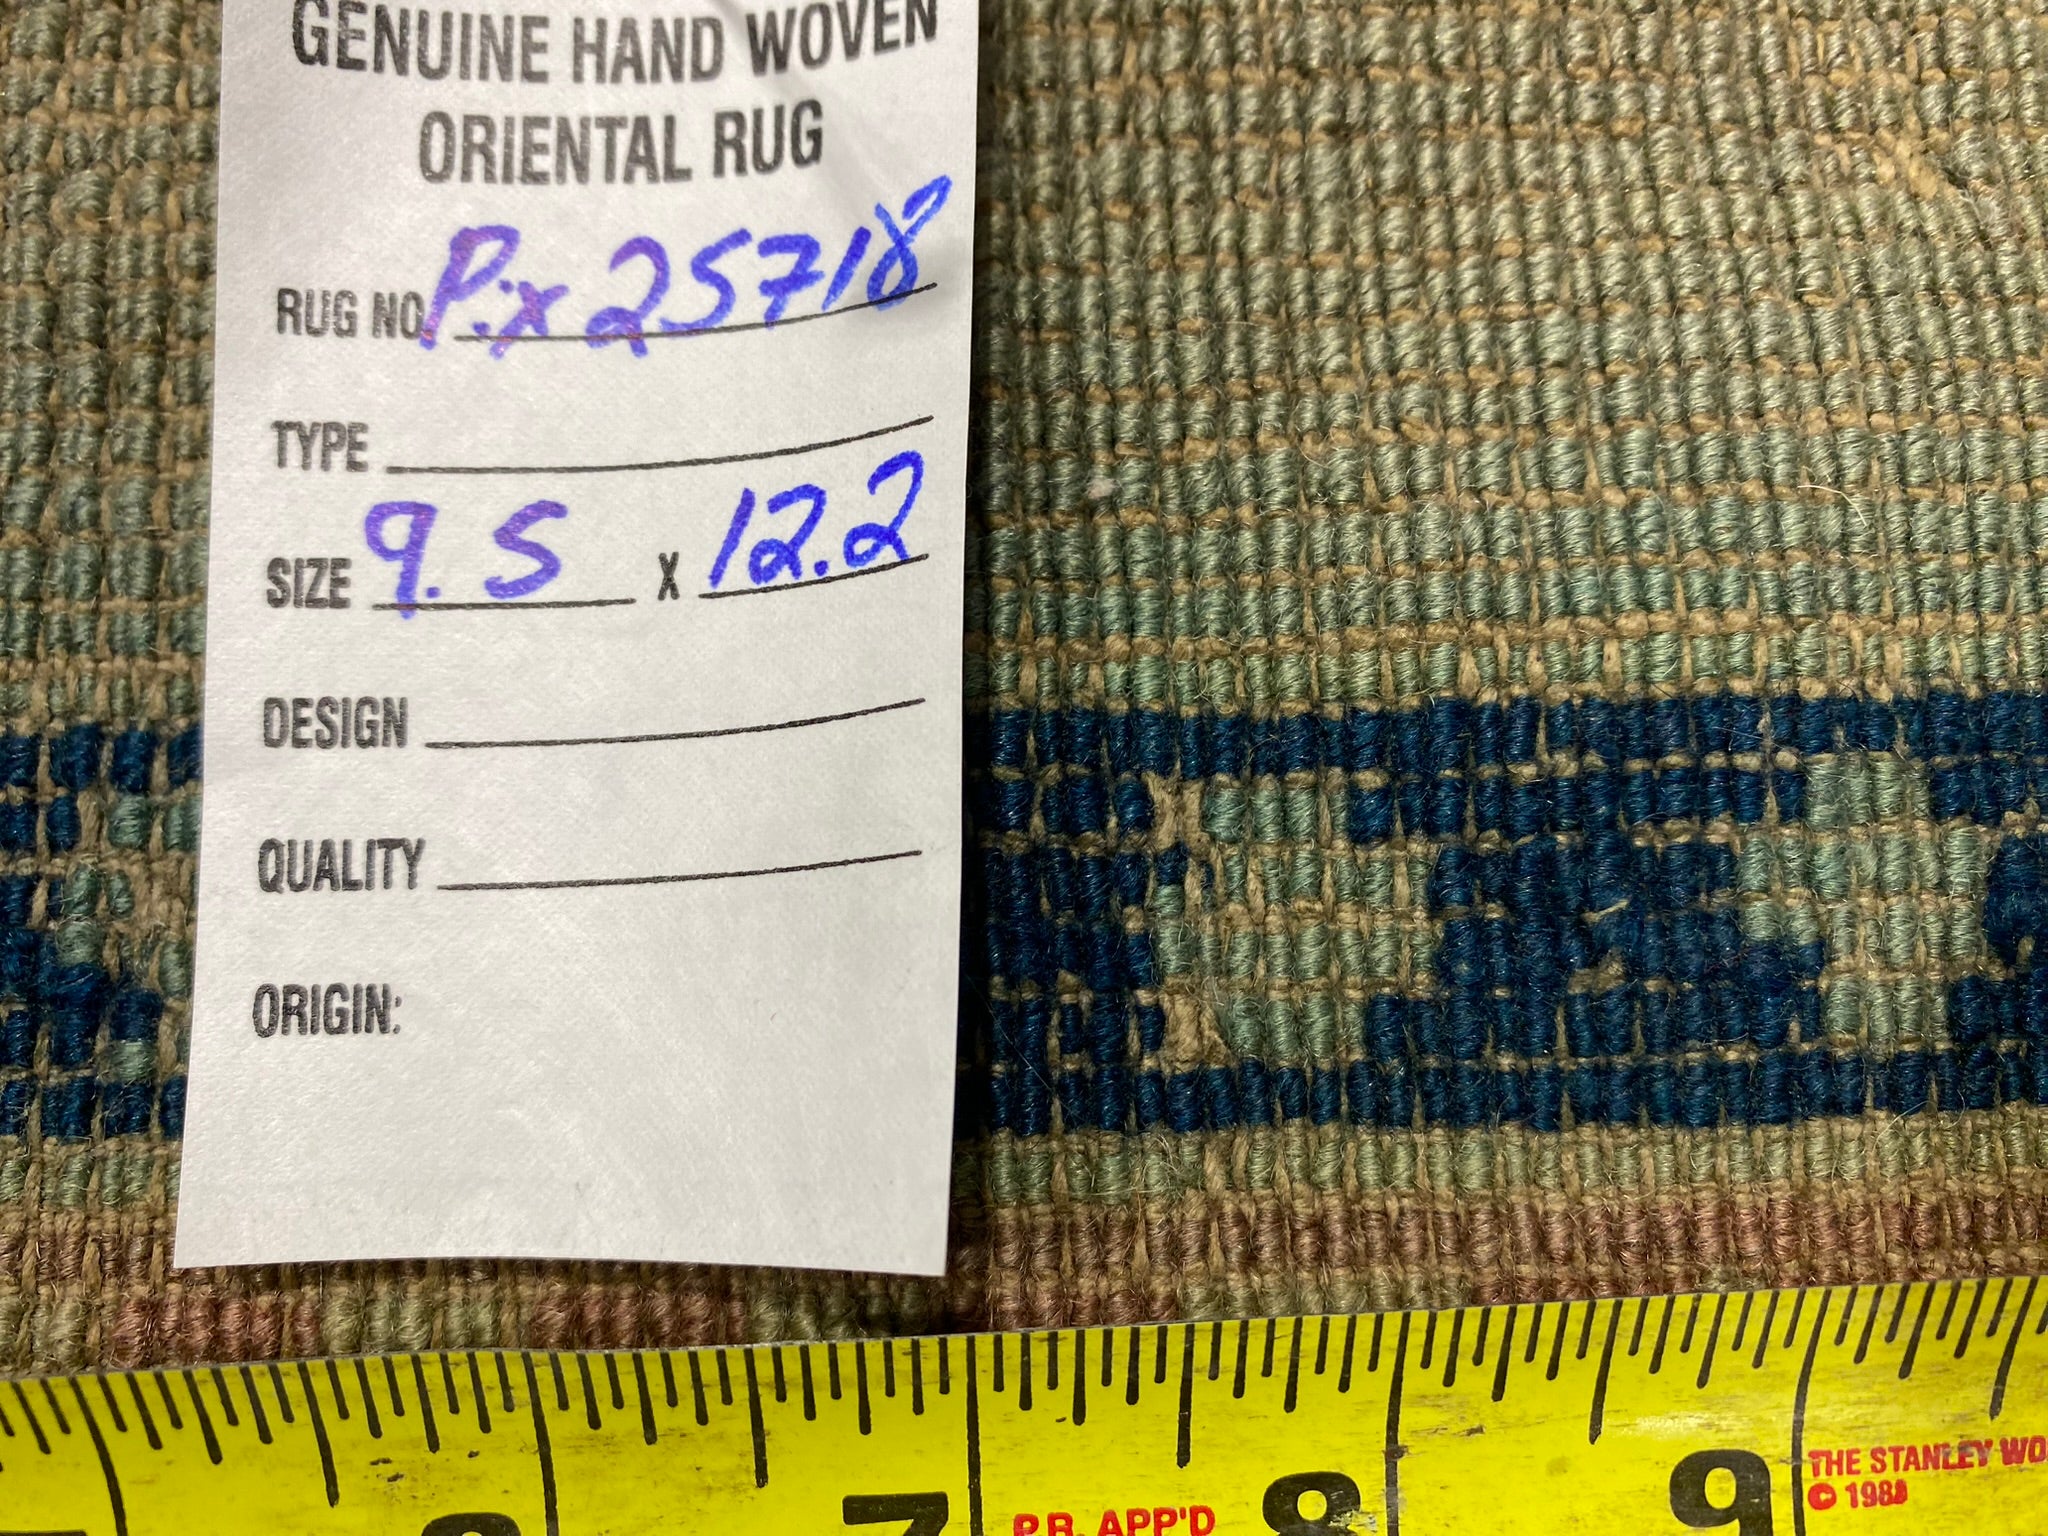 GENUINE HAND WOVEN
ORIENTAL RUG
RUG NO P.x 25718
TYPE
SIZE 9.5 X 12.2
DESIGN
QUALITY
ORIGIN:
7 8 9
THE STANLEY WO
P.R. APP'D © 1988